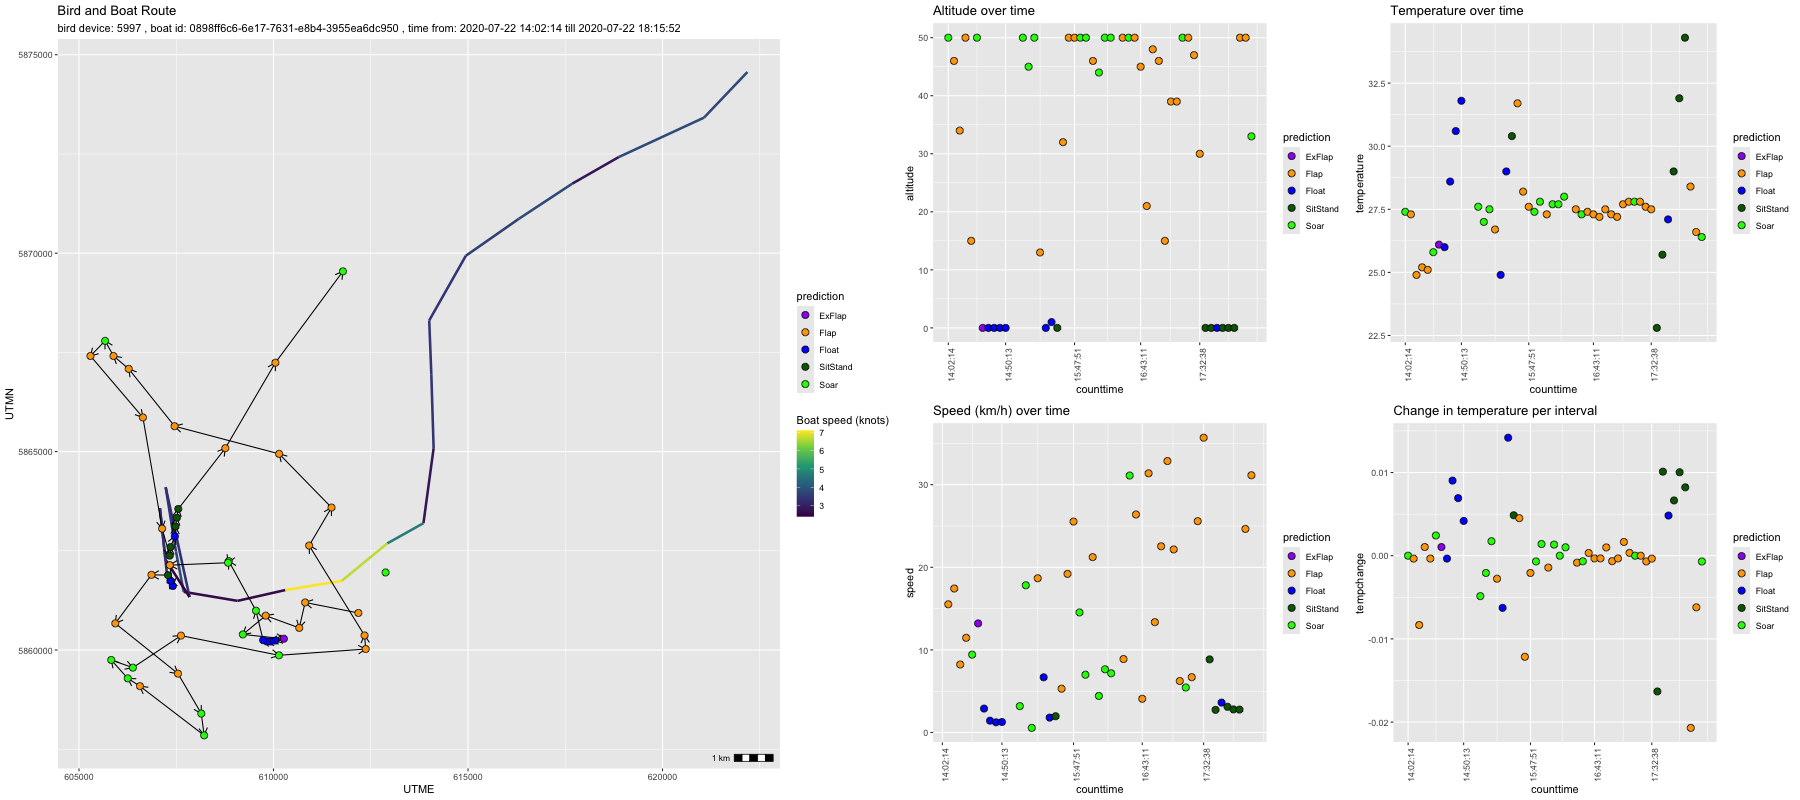 Bird and Boat Route
bird device: 5997 , boat id: 0898ff6c6-6e17-7631-e8b4-3955ea6dc950 , time from: 2020-07-22 14:02:14 till 2020-07-22 18:15:52
5875000
5870000
5865000
5860000
UTMN
605000
610000
615000
620000
UTME
1 km
prediction
ExFlap
Flap
Float
SitStand
Soar
Boat speed (knots)
7
6
5
4
3
Altitude over time
50
40
30
20
10
0
altitude
14:02:14
14:50:13
15:47:51
16:43:11
17:32:38
counttime
prediction
ExFlap
Flap
Float
SitStand
Soar
Temperature over time
32.5
30.0
27.5
25.0
22.5
temperature
14:02:14
14:50:13
15:47:51
16:43:11
17:32:38
counttime
prediction
ExFlap
Flap
Float
SitStand
Soar
Speed (km/h) over time
30
20
10
0
speed
14:02:14
14:50:13
15:47:51
16:43:11
17:32:38
counttime
prediction
ExFlap
Flap
Float
SitStand
Soar
Change in temperature per interval
0.01
0.00
-0.01
-0.02
tempchange
14:02:14
14:50:13
15:47:51
16:43:11
17:32:38
counttime
prediction
ExFlap
Flap
Float
SitStand
Soar